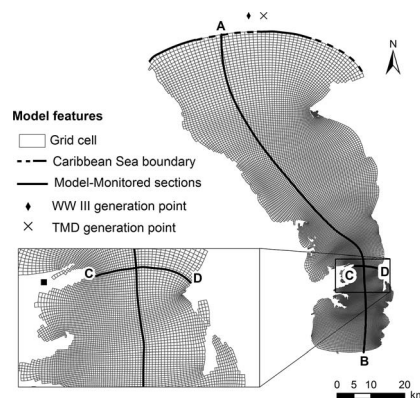 A
N
Model features
Grid cell
Caribbean Sea boundary
Model-Monitored sections
WW III generation point
TMD generation point
C
D
C
D
B
0 5 10 20
km